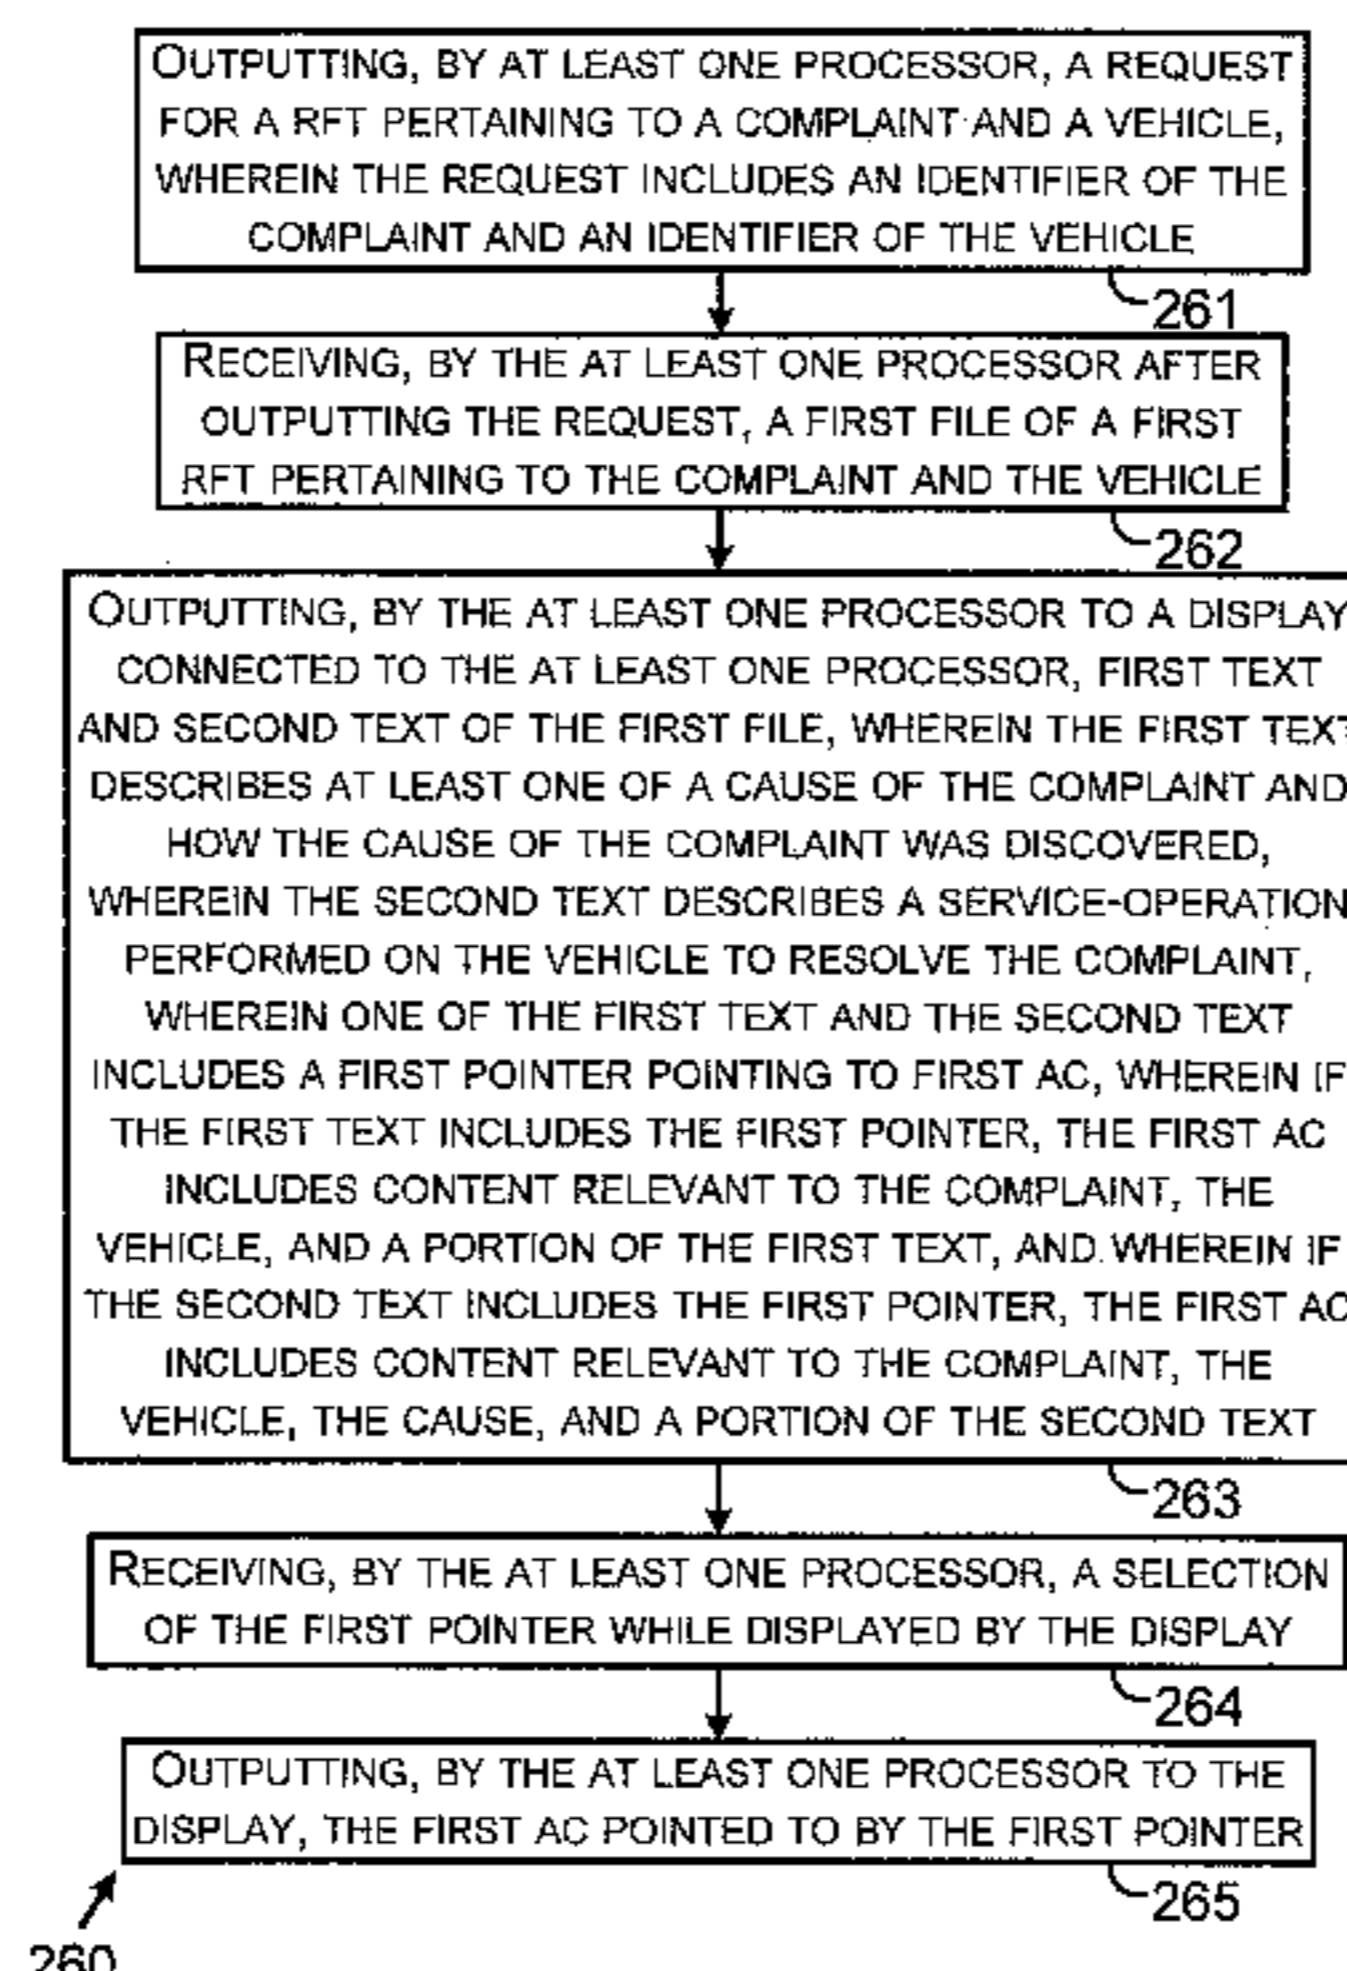 OUTPUTTING, BY AT LEAST ONE PROCESSOR, A REQUEST
FOR A RFT PERTAINING TO A COMPLAINT AND A VEHICLE,
WHEREIN THE REQUEST INCLUDES AN IDENTIFIER OF THE
COMPLAINT AND AN IDENTIFIER OF THE VEHICLE
261
RECEIVING, BY THE AT LEAST ONE PROCESSOR AFTER
OUTPUTTING THE REQUEST, A FIRST FILE OF A FIRST
RFT PERTAINING TO THE COMPLAINT AND THE VEHICLE
262
OUTPUTTING, BY THE AT LEAST ONE PROCESSOR TO A DISPLAY
CONNECTED TO THE AT LEAST ONE PROCESSOR, FIRST TEXT
AND SECOND TEXT OF THE FIRST FILE, WHEREIN THE FIRST TEXT
DESCRIBES AT LEAST ONE OF A CAUSE OF THE COMPLAINT AND
HOW THE CAUSE OF THE COMPLAINT WAS DISCOVERED,
WHEREIN THE SECOND TEXT DESCRIBES A SERVICE-OPERATION
PERFORMED ON THE VEHICLE TO RESOLVE THE COMPLAINT,
WHEREIN ONE OF THE FIRST TEXT AND THE SECOND TEXT
INCLUDES A FIRST POINTER POINTING TO FIRST AC, WHEREIN IF
THE FIRST TEXT INCLUDES THE FIRST POINTER, THE FIRST AC
INCLUDES CONTENT RELEVANT TO THE COMPLAINT, THE
VEHICLE, AND A PORTION OF THE FIRST TEXT, AND WHEREIN IF
THE SECOND TEXT INCLUDES THE FIRST POINTER, THE FIRST AC
INCLUDES CONTENT RELEVANT TO THE COMPLAINT, THE
VEHICLE, THE CAUSE, AND A PORTION OF THE SECOND TEXT
263
RECEIVING, BY THE AT LEAST ONE PROCESSOR, A SELECTION
OF THE FIRST POINTER WHILE DISPLAYED BY THE DISPLAY
264
OUTPUTTING, BY THE AT LEAST ONE PROCESSOR TO THE
DISPLAY, THE FIRST AC POINTED TO BY THE FIRST POINTER
265
260